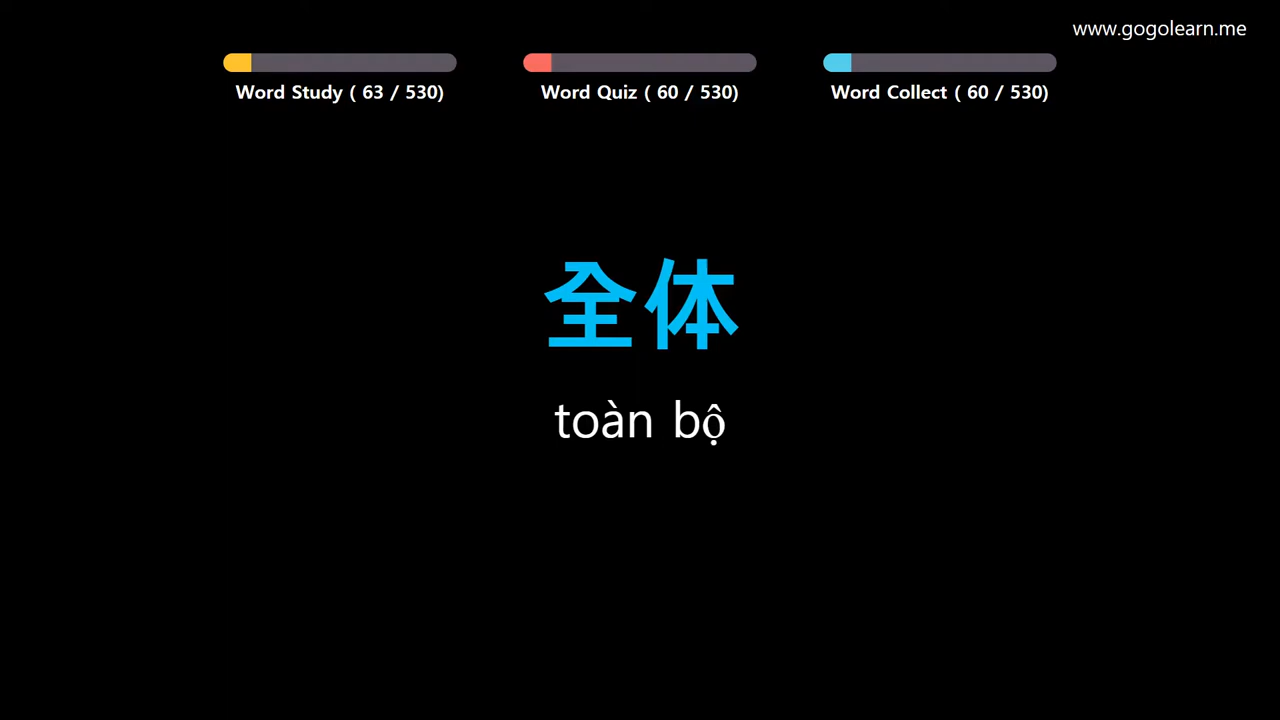 www.gogolearn.me
Word Study ( 63 / 530)
Word Quiz ( 60 / 530)
Word Collect ( 60 / 530)
全体
toàn bộ